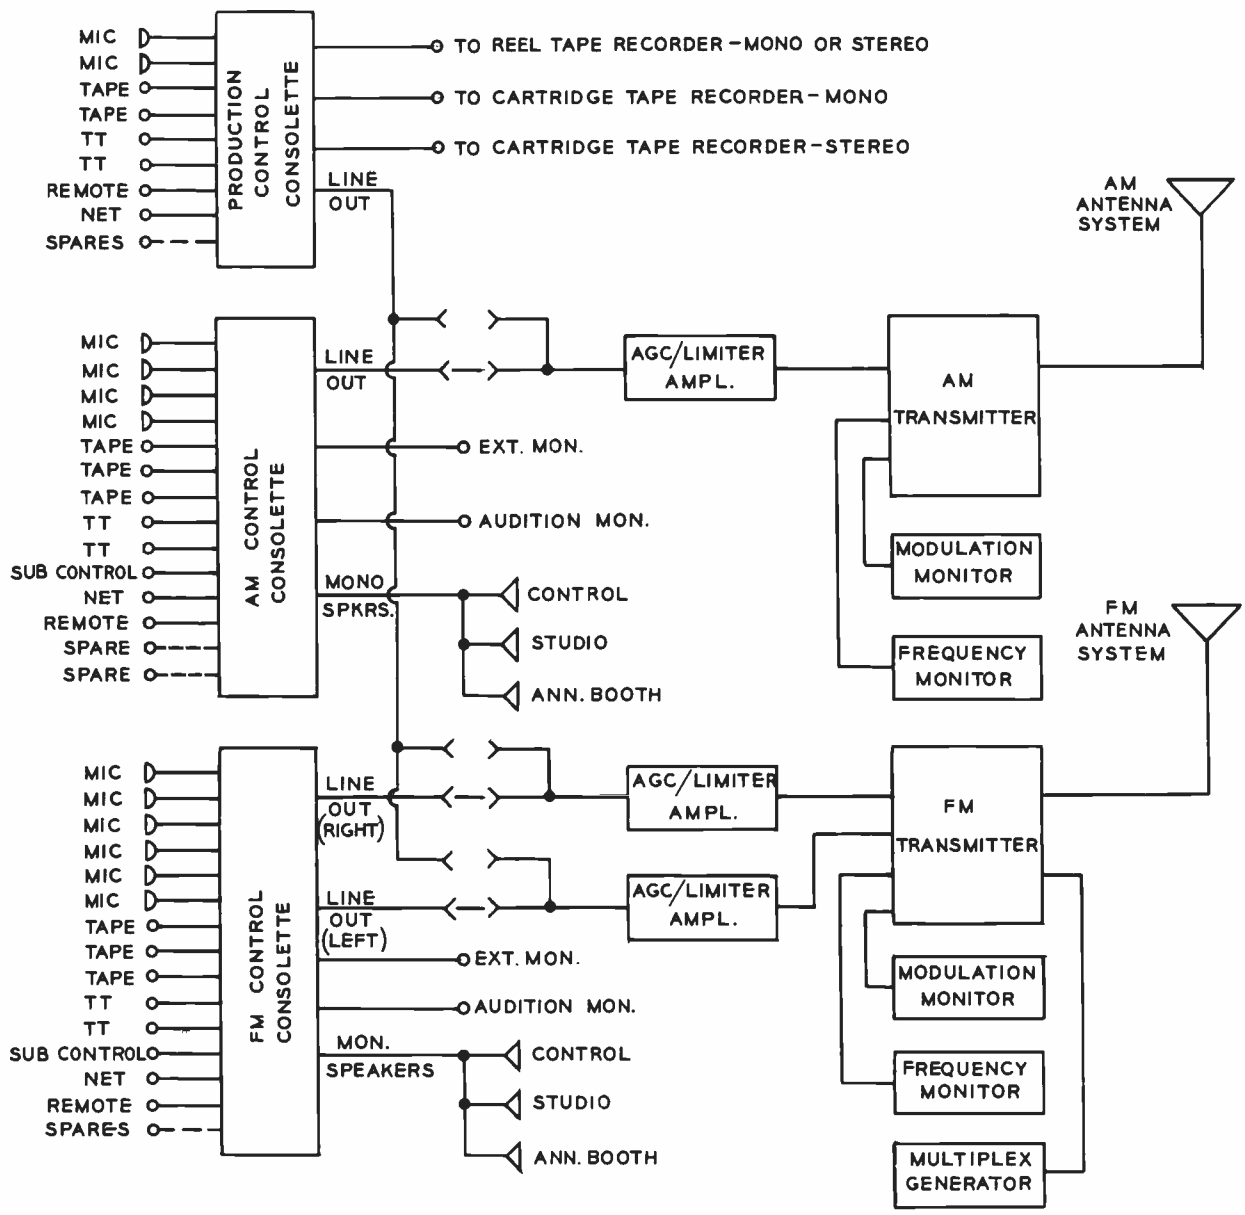 MIC
MIC
TAPE
TAPE
TT
TT
REMOTE
NET
SPARES
PRODUCTION
CONTROL
CONSOLETTE
TO REEL TAPE RECORDER-MONO OR STEREO
TO CARTRIDGE TAPE RECORDER-MONO
TO CARTRIDGE TAPE RECORDER-STEREO
LINE
OUT
AM
ANTENNA
SYSTEM
MIC
MIC
MIC
MIC
TAPE
TAPE
TAPE
TT
TT
SUB CONTROL
NET
REMOTE
SPARE
SPARE
AM CONTROL
CONSOLETTE
LINE
OUT
EXT. MON.
AUDITION MON.
MONO
SPKRS.
CONTROL
STUDIO
ANN. BOOTH
AGC/LIMITER
AMPL.
AM
TRANSMITTER
MODULATION
MONITOR
FREQUENCY
MONITOR
FM
ANTENNA
SYSTEM
MIC
MIC
MIC
MIC
MIC
MIC
TAPE
TAPE
TAPE
TT
TT
SUB CONTROL
NET
REMOTE
SPARES
FM CONTROL
CONSOLETTE
LINE
OUT
(RIGHT)
LINE
OUT
(LEFT)
EXT. MON.
AUDITION MON.
MON.
SPEAKERS
CONTROL
STUDIO
ANN. BOOTH
AGC/LIMITER
AMPL.
AGC/LIMITER
AMPL.
FM
TRANSMITTER
MODULATION
MONITOR
FREQUENCY
MONITOR
MULTIPLEX
GENERATOR